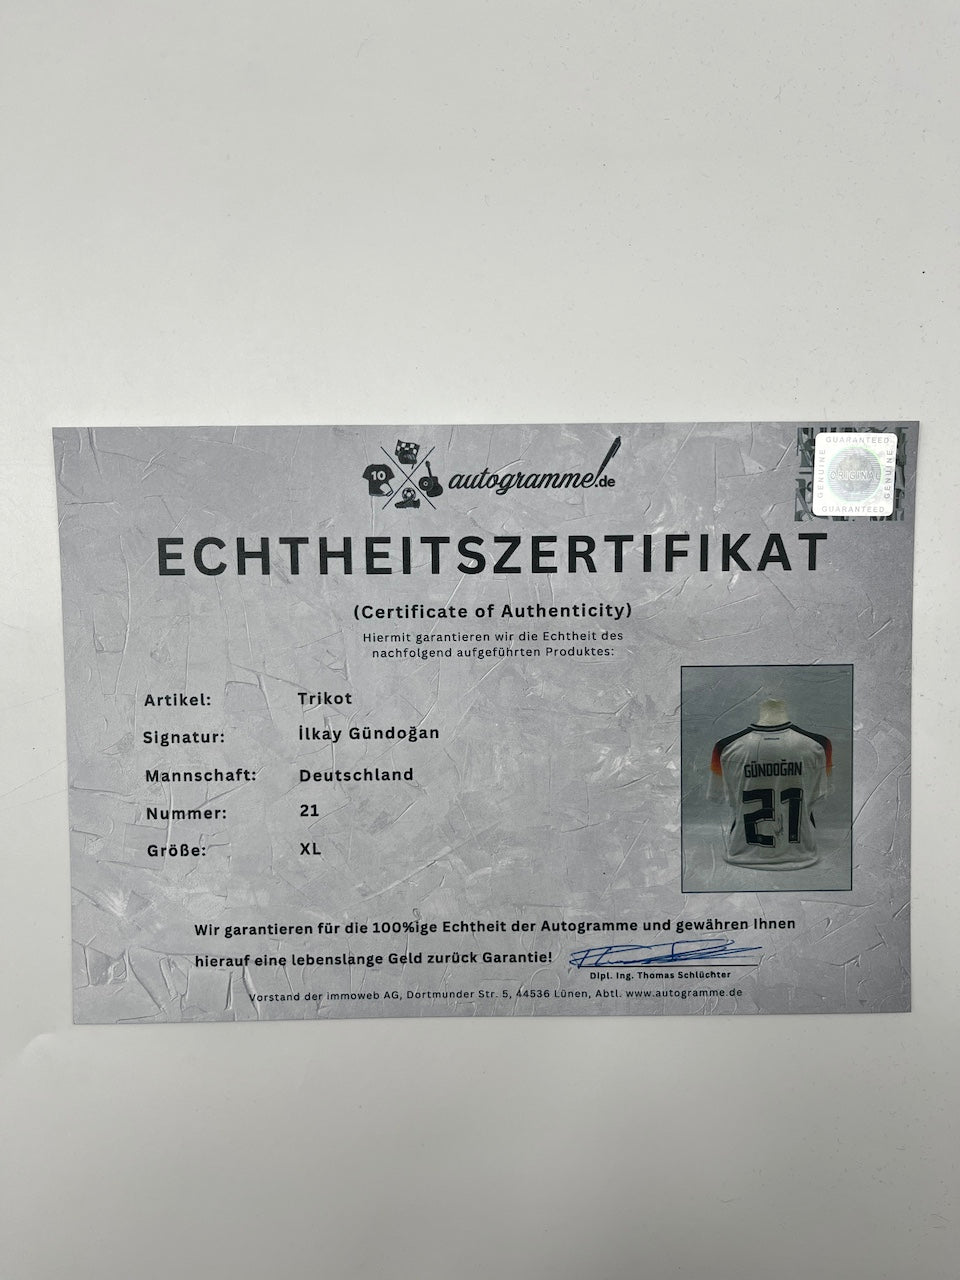 10
autogramme!.de
GUARANTEED
GENUINE
ORIGINAL
GENUINE
GUARANTEED
ECHTHEITSZERTIFIKAT
(Certificate of Authenticity)
Hiermit garantieren wir die Echtheit des
nachfolgend aufgeführten Produktes:
Artikel: Trikot
Signatur: İlkay Gündoğan
Mannschaft: Deutschland
Nummer: 21
Größe: XL
GÜNDOĞAN
21
Wir garantieren für die 100%ige Echtheit der Autogramme und gewähren Ihnen
hierauf eine lebenslange Geld zurück Garantie!
Dipl. Ing. Thomas Schlüchter
Vorstand der immoweb AG, Dortmunder Str. 5, 44536 Lünen, Abtl. www.autogramme.de